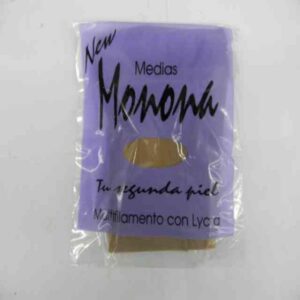 New
Medias
Monona
Tu segunda piel
Multifilamento con Lycra